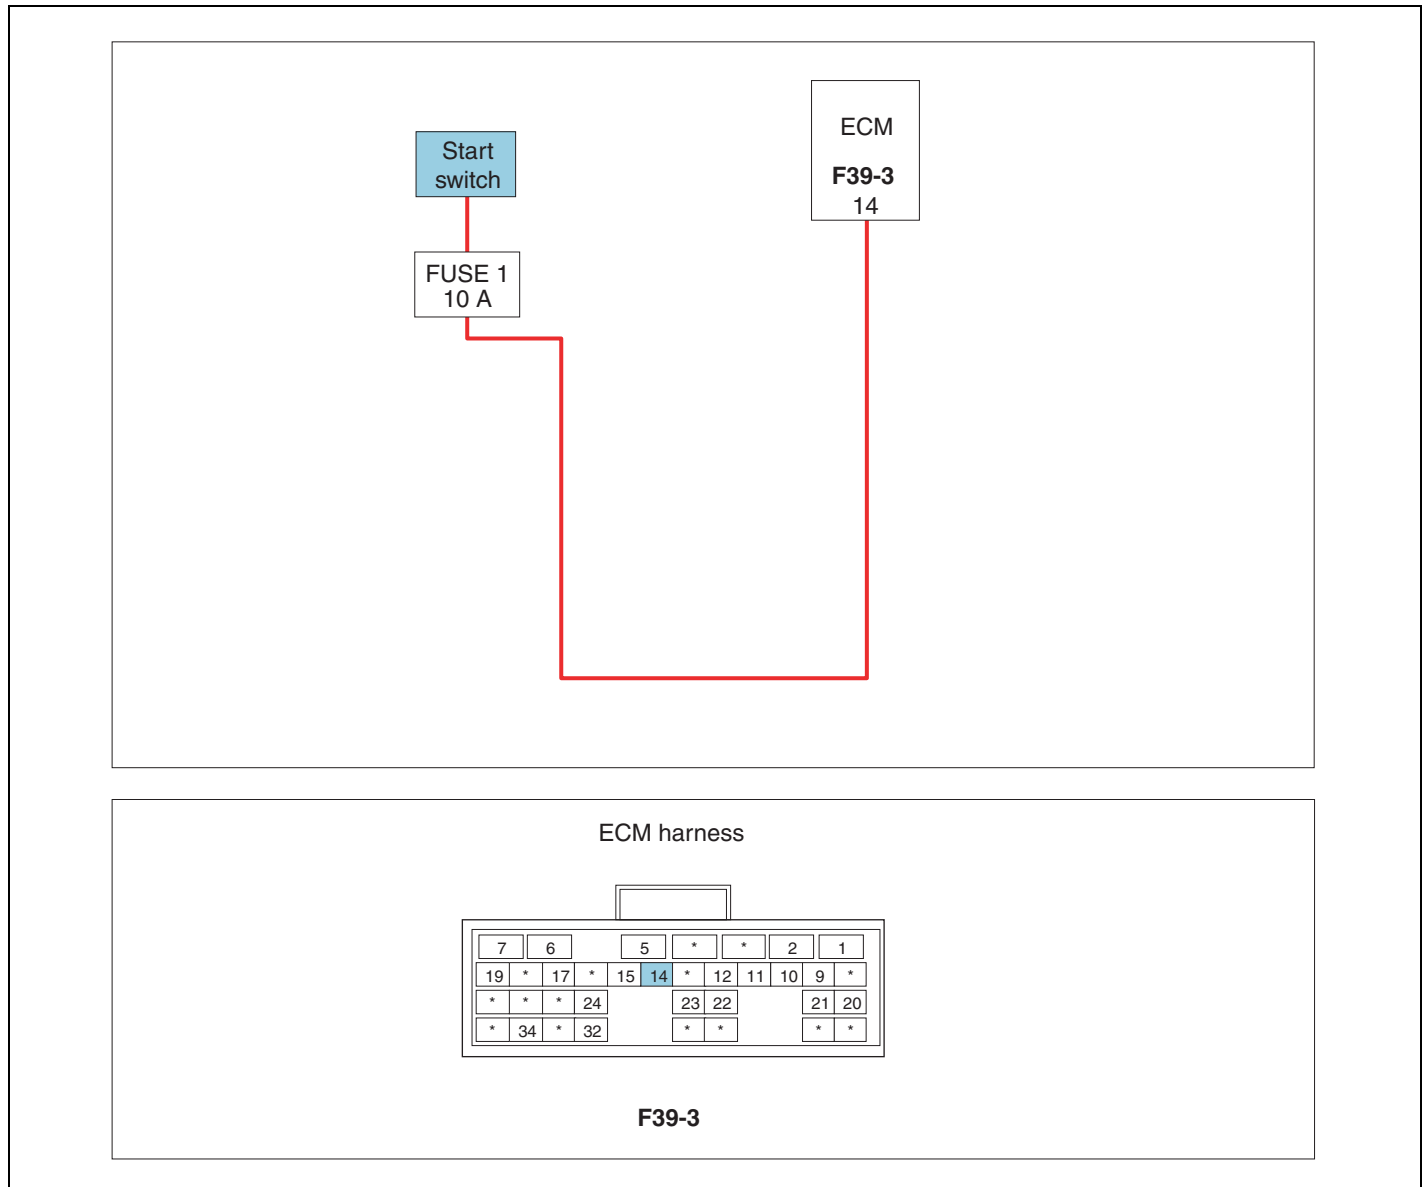 Start
switch
FUSE 1
10 A
ECM
F39-3
14
ECM harness
7 6 5 * * 2 1
19 * 17 * 15 14 * 12 11 10 9 *
* * * 24 23 22 21 20
* 34 * 32 * * * *
F39-3